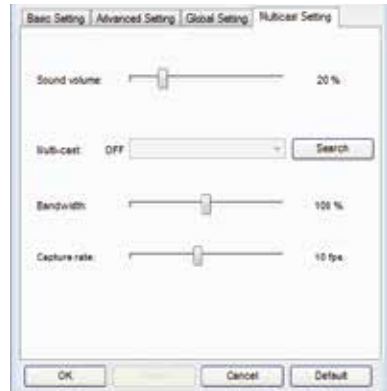 Basic Setting Advanced Setting Global Setting Multicast Setting
Sound volume: 20 %
Multi-cast: OFF Search
Bandwidth: 100 %
Capture rate: 10 fps
OK Cancel Default